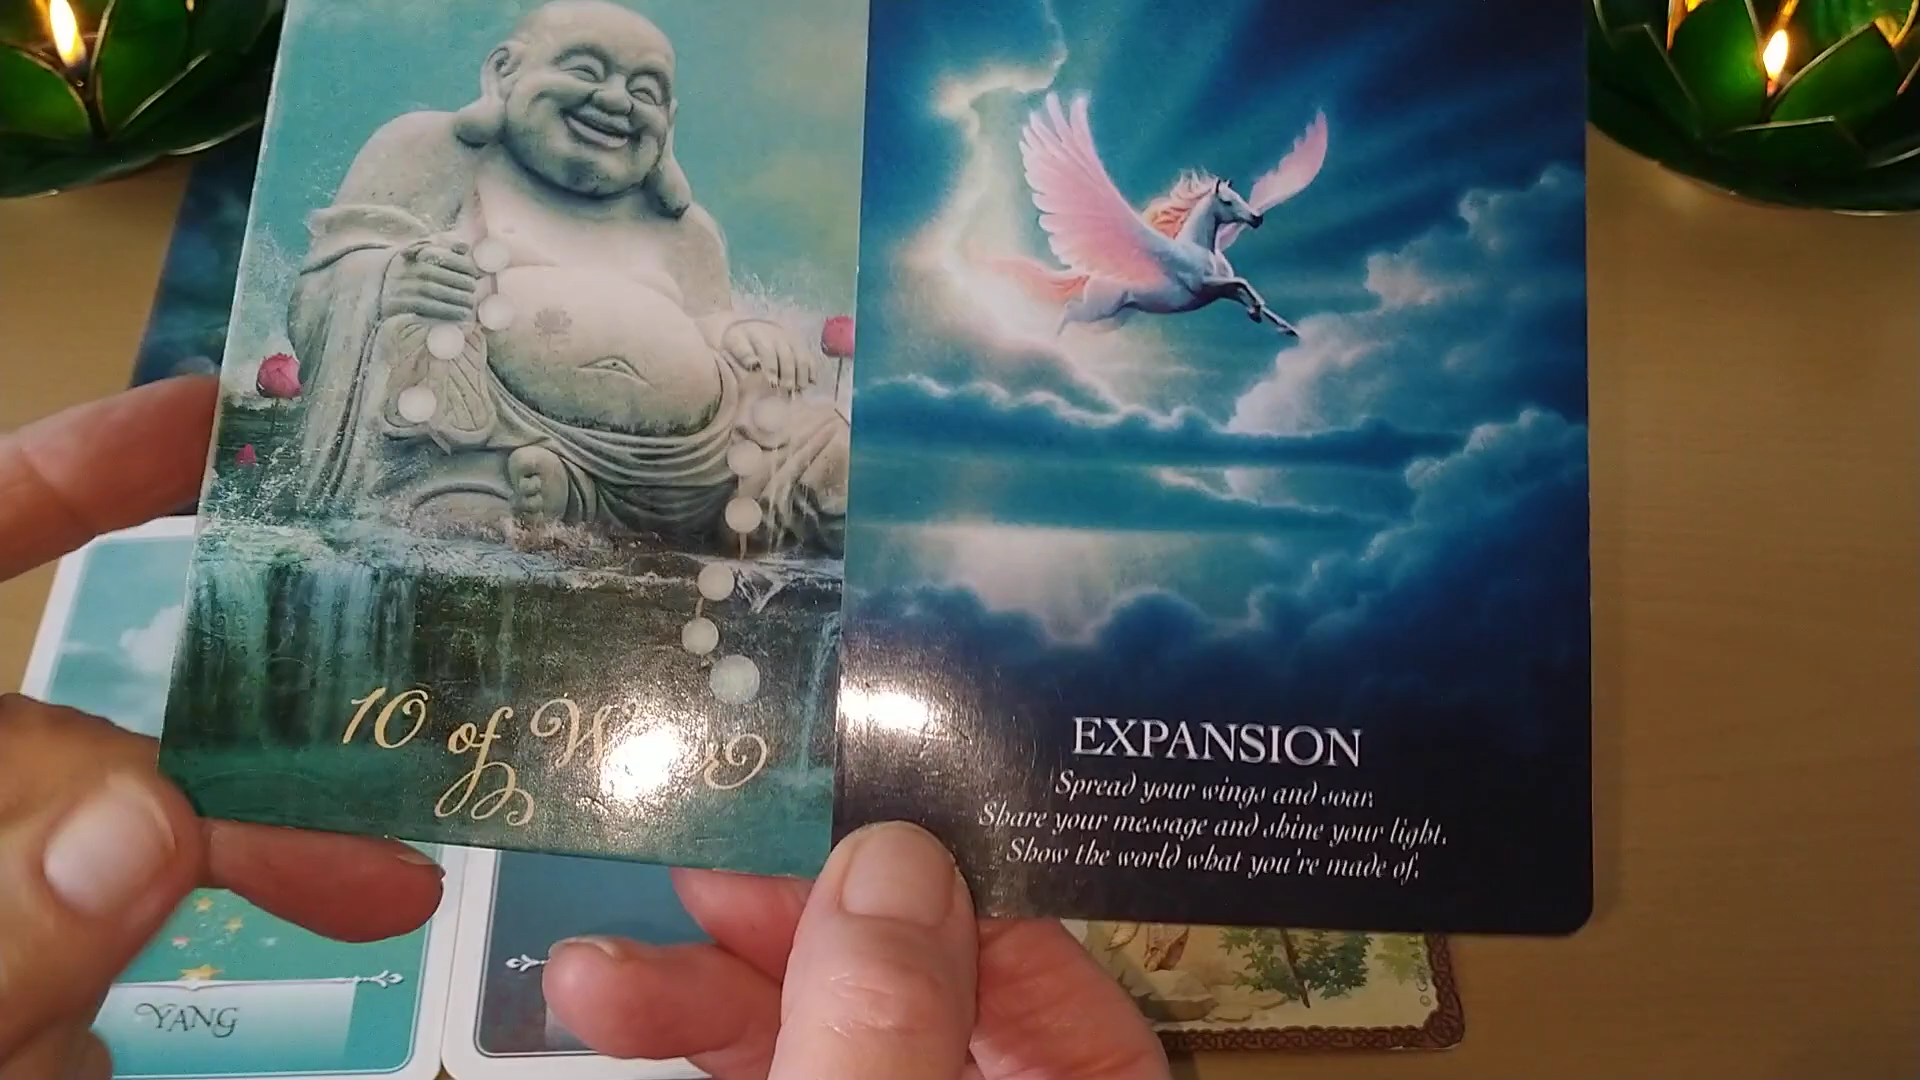 10 of
EXPANSION
Spread your wings and soar.
Share your message and shine your light.
Show the world what you're made of.
YANG